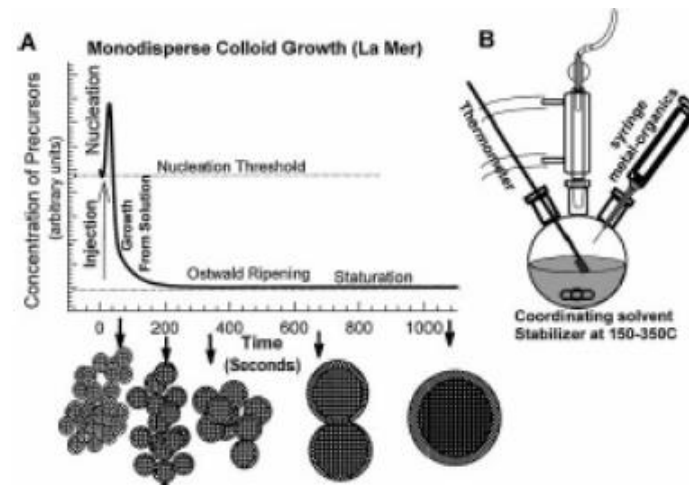 A
Monodisperse Colloid Growth (La Mer)
Concentration of Precursors
(arbitrary units)
Nucleation
Injection
Growth
From Solution
Nucleation Threshold
Ostwald Ripening
Staturation
0
200
400
600
800
1000
Time
(Seconds)
B
Thermometer
syringe
metal-organics
Coordinating solvent
Stabilizer at 150-350C